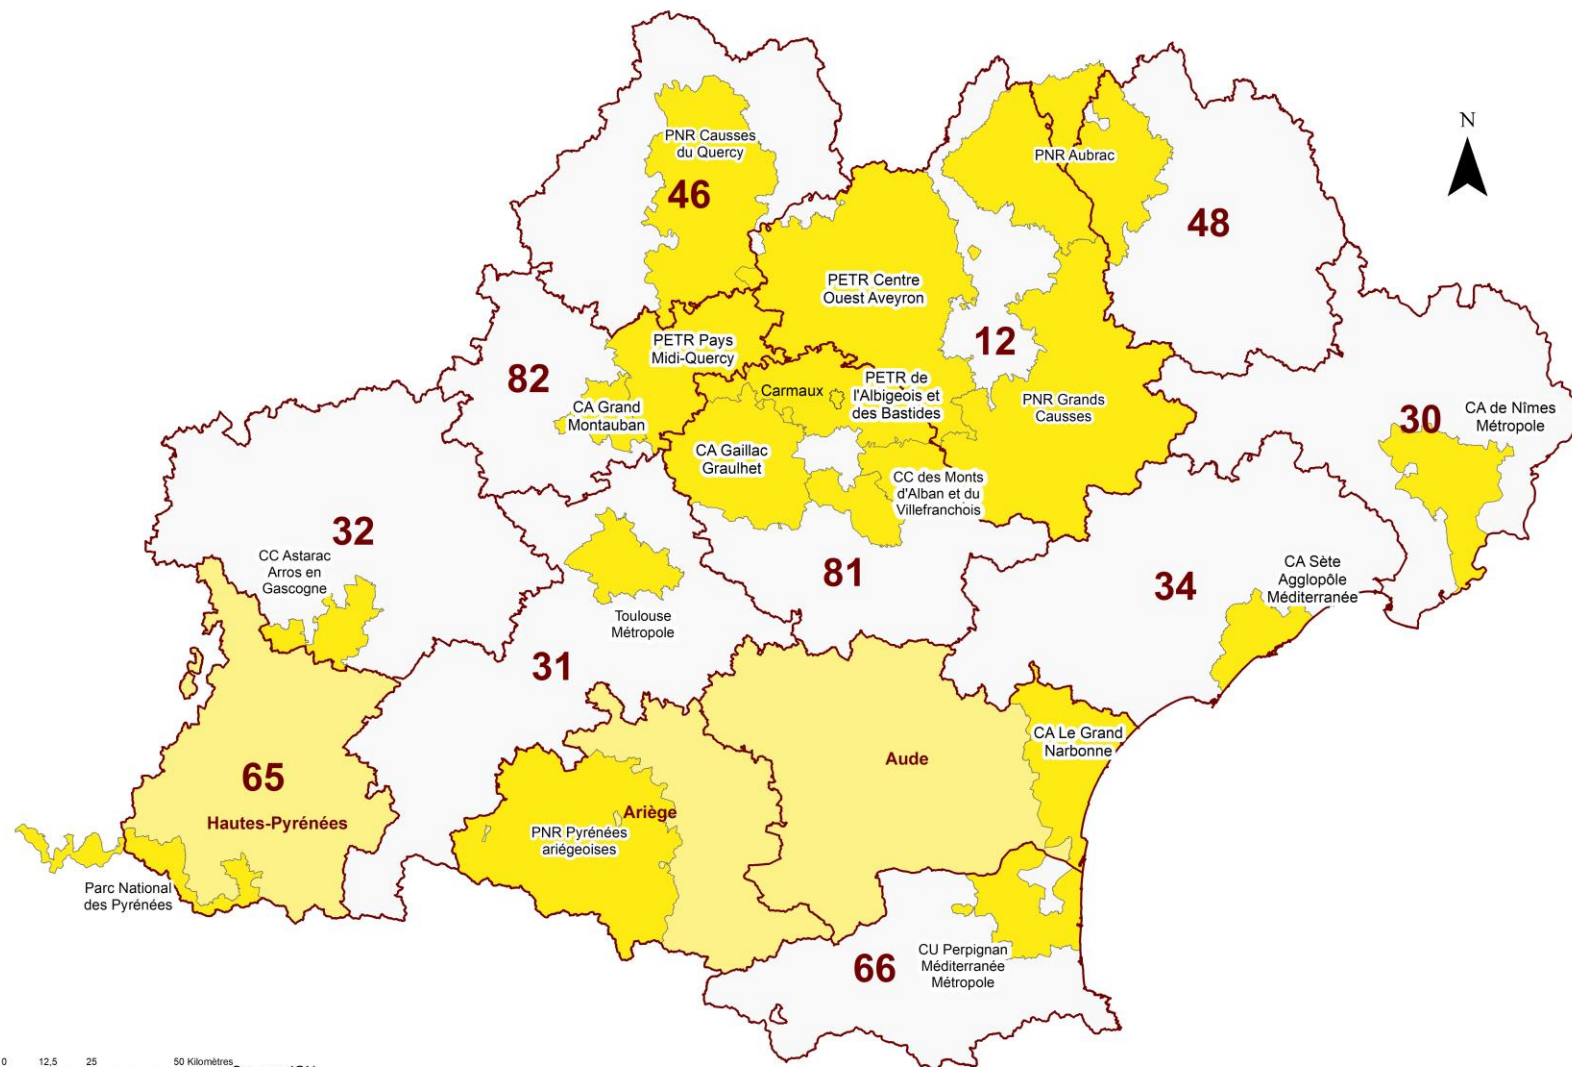 N
PNR Causses
du Quercy
46
PNR Aubrac
48
PETR Centre
Ouest Aveyron
12
PETR Pays
Midi-Quercy
82
CA Grand
Montauban
Carmaux
PETR de
l'Albigeois et
des Bastides
PNR Grands
Causses
30
CA de Nîmes
Métropole
CA Gaillac
Graulhet
CC des Monts
d'Alban et du
Villefranchois
32
CC Astarac
Arros en
Gascogne
81
34
CA Sète
Agglopôle
Méditerranée
Toulouse
Métropole
31
CA Le Grand
Narbonne
Aude
65
Hautes-Pyrénées
Ariège
PNR Pyrénées
ariégeoises
Parc National
des Pyrénées
CU Perpignan
Méditerranée
Métropole
66
0 12,5 25 50 Kilomètres